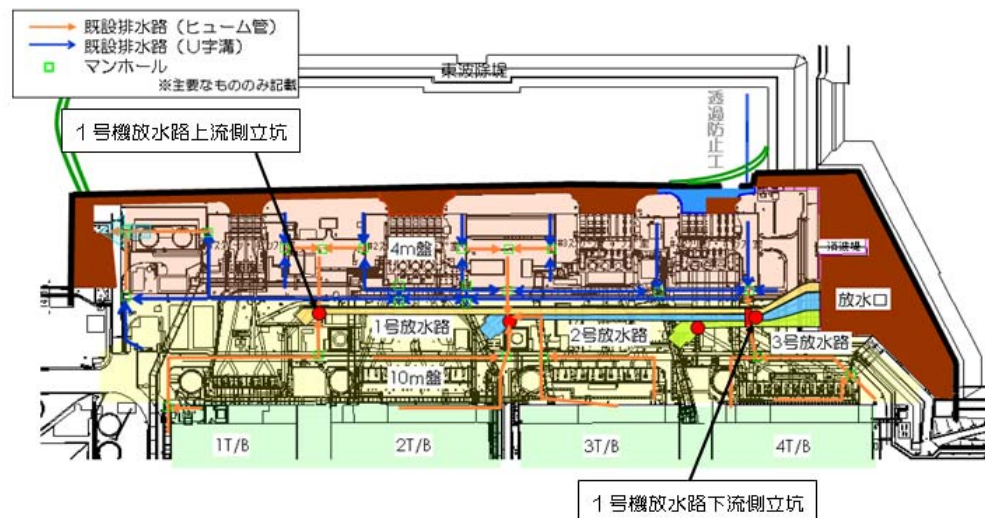 既設排水路（ヒューム管）
既設排水路（U字溝）
マンホール
※主要なもののみ記載
東波除堤
透過防止工
１号機放水路上流側立坑
4m盤
消波堤
放水口
1号放水路
2号放水路
3号放水路
10m盤
1T/B
2T/B
3T/B
4T/B
１号機放水路下流側立坑